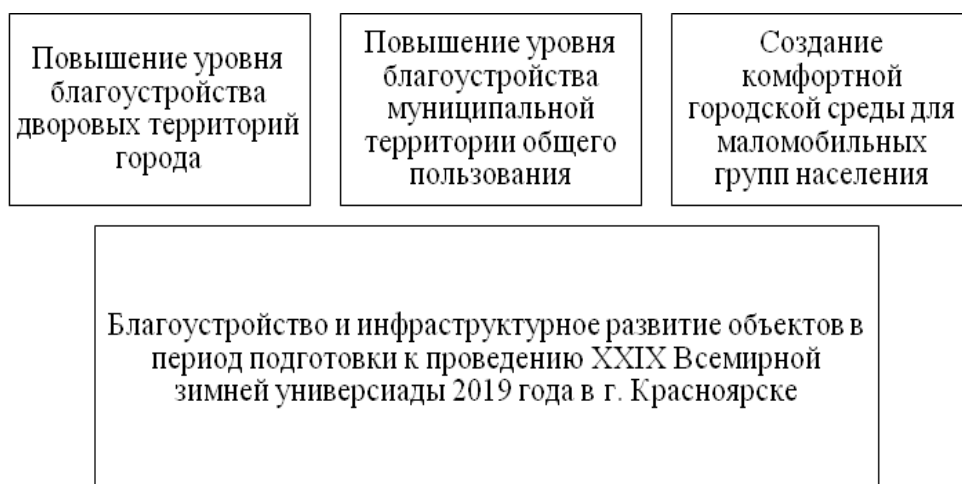 Повышение уровня
благоустройства
дворовых территорий
города
Повышение уровня
благоустройства
муниципальной
территории общего
пользования
Создание
комфортной
городской среды для
маломобильных
групп населения
Благоустройство и инфраструктурное развитие объектов в
период подготовки к проведению XXIX Всемирной
зимней универсиады 2019 года в г. Красноярске